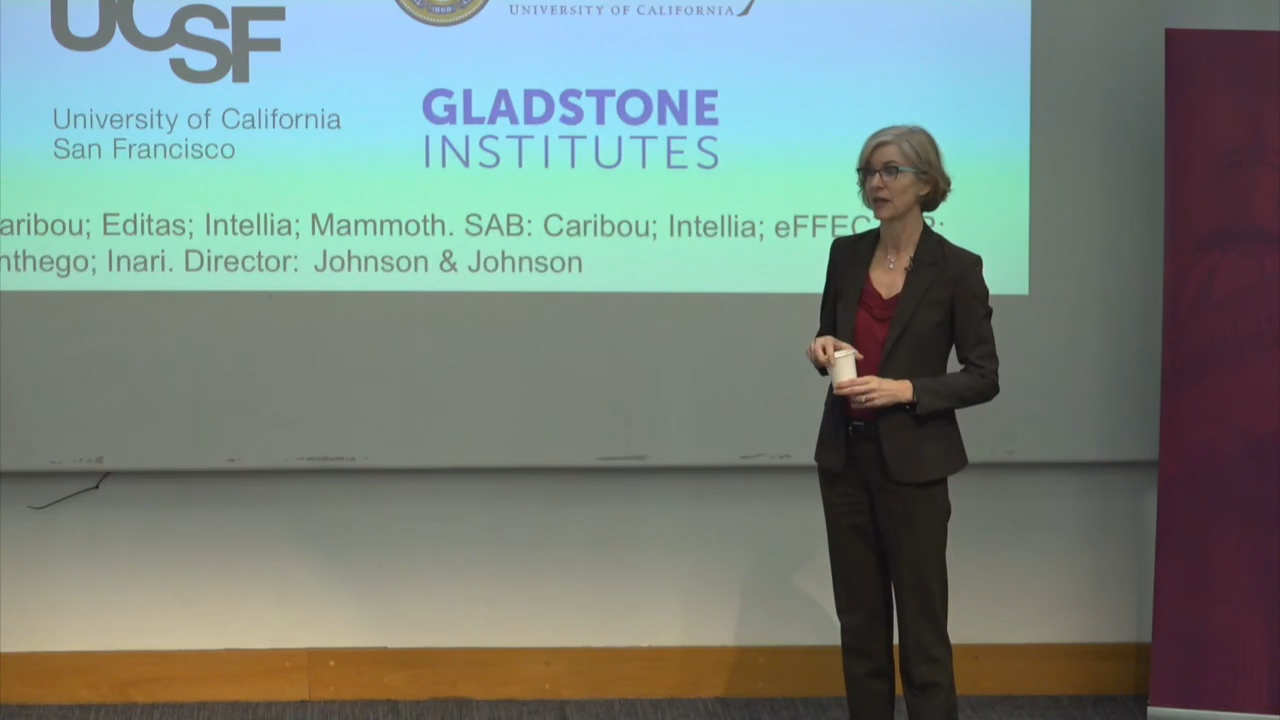 UCSF
UNIVERSITY OF CALIFORNIA
University of California
San Francisco
GLADSTONE
INSTITUTES
aribou; Editas; Intellia; Mammoth. SAB: Caribou; Intellia; eFFEC
nthego; Inari. Director: Johnson & Johnson